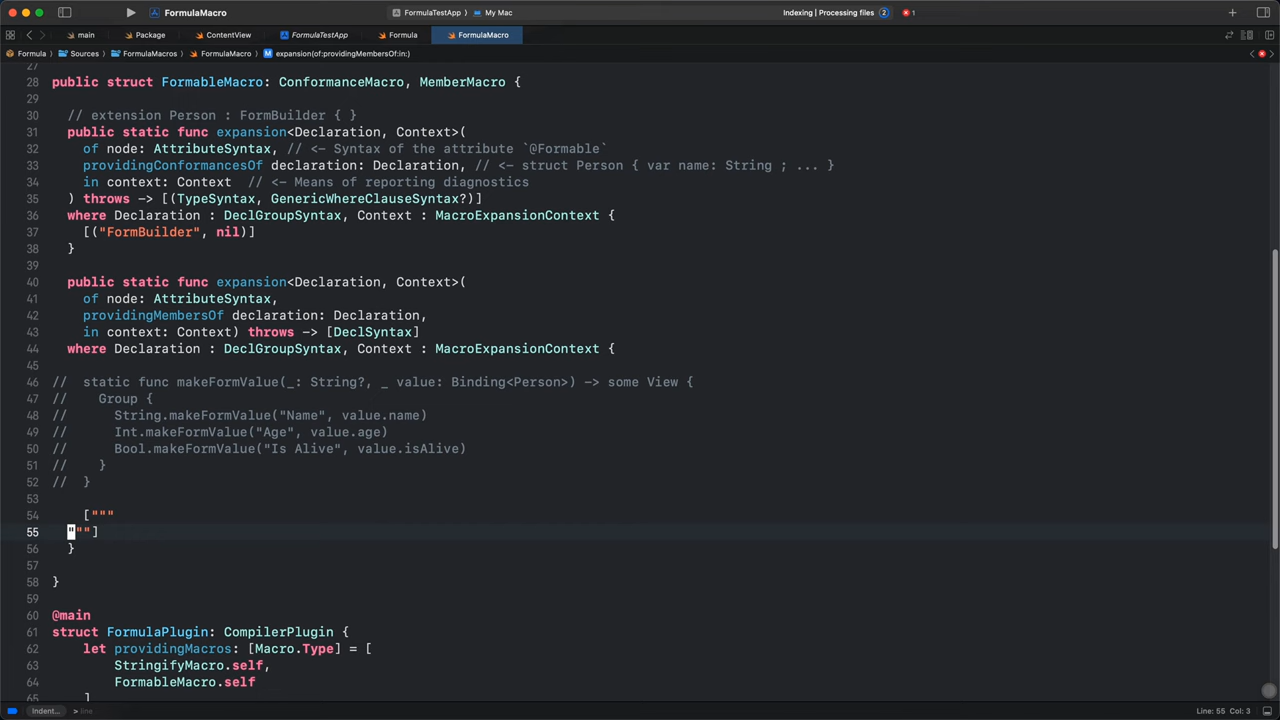 FormulaMacro
FormulaTestApp
My Mac
Indexing | Processing files
2
1
main
Package
ContentView
FormulaTestApp
Formula
FormulaMacro
Formula
Sources
FormulaMacros
FormulaMacro
M
expansion(of:providingMembersOf:in:)
27
28 public struct FormableMacro: ConformanceMacro, MemberMacro {
29
30 // extension Person : FormBuilder { }
31 public static func expansion<Declaration, Context>(
32 of node: AttributeSyntax, // <- Syntax of the attribute `@Formable`
33 providingConformancesOf declaration: Declaration, // <- struct Person { var name: String ; ... }
34 in context: Context // <- Means of reporting diagnostics
35 ) throws -> [(TypeSyntax, GenericWhereClauseSyntax?)]
36 where Declaration : DeclGroupSyntax, Context : MacroExpansionContext {
37 [("FormBuilder", nil)]
38 }
39
40 public static func expansion<Declaration, Context>(
41 of node: AttributeSyntax,
42 providingMembersOf declaration: Declaration,
43 in context: Context) throws -> [DeclSyntax]
44 where Declaration : DeclGroupSyntax, Context : MacroExpansionContext {
45
46 // static func makeFormValue(_: String?, _ value: Binding<Person>) -> some View {
47 // Group {
48 // String.makeFormValue("Name", value.name)
49 // Int.makeFormValue("Age", value.age)
50 // Bool.makeFormValue("Is Alive", value.isAlive)
51 // }
52 // }
53
54 ["""
55 """]
56 }
57
58 }
59
60 @main
61 struct FormulaPlugin: CompilerPlugin {
62 let providingMacros: [Macro.Type] = [
63 StringifyMacro.self,
64 FormableMacro.self
65 ]
Indent...
> line
Line: 55 Col: 3